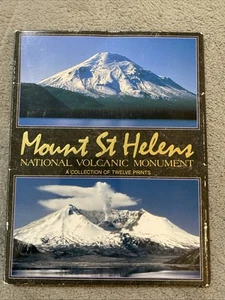 Mount St Helens
NATIONAL VOLCANIC MONUMENT
A COLLECTION OF TWELVE PRINTS